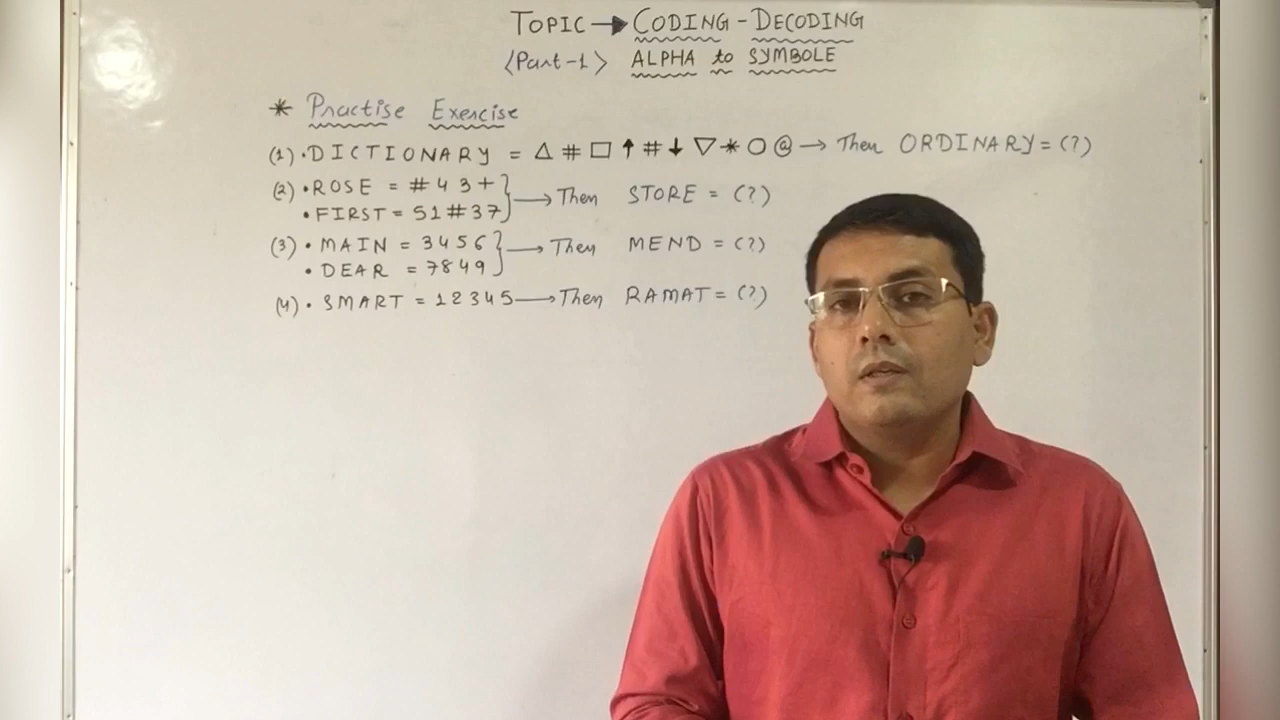 TOPIC → CODING - DECODING
<Part-1> ALPHA to SYMBOLE
* Practise Exercise
(1) • DICTIONARY = △ # □ ↑ # ↓ ▽ * ○ @ → Then ORDINARY = (?)
(2) • ROSE = # 4 3 + } → Then STORE = (?)
• FIRST = 5 1 # 3 7
(3) • MAIN = 3 4 5 6 } → Then MEND = (?)
• DEAR = 7 8 4 9
(4) • SMART = 1 2 3 4 5 → Then RAMAT = (?)